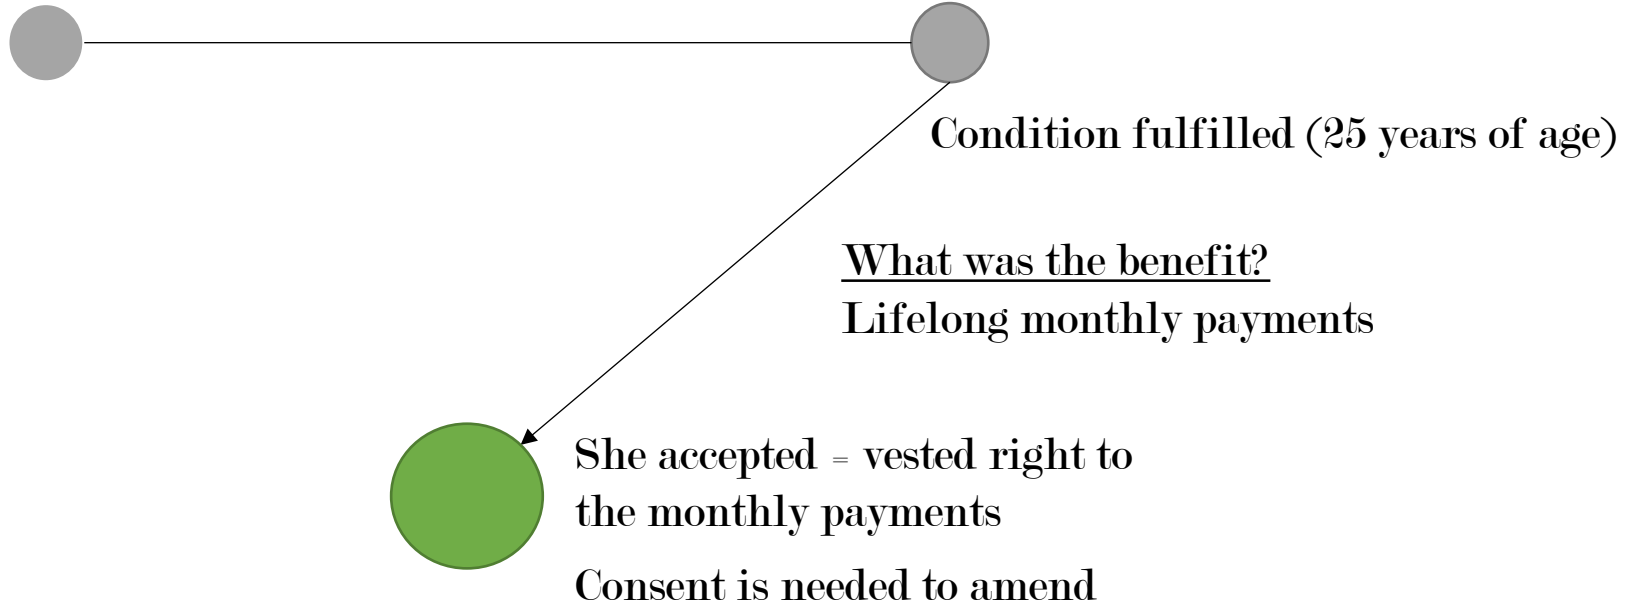 Condition fulfilled (25 years of age)
What was the benefit?
Lifelong monthly payments
She accepted = vested right to
the monthly payments
Consent is needed to amend